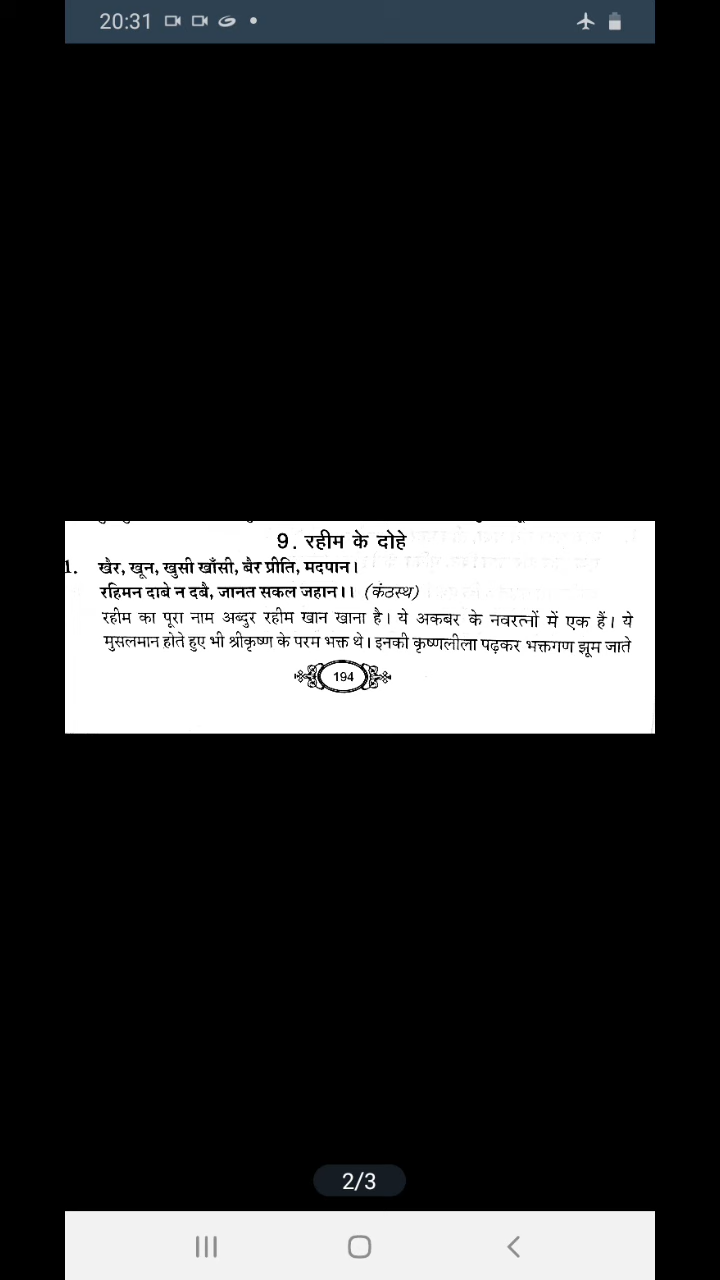 20:31
9. रहीम के दोहे
1. खैर, खून, खुसी खाँसी, बैर प्रीति, मदपान।
रहिमन दाबे न दबै, जानत सकल जहान।। (कंठस्थ)
रहीम का पूरा नाम अब्दुर रहीम खान खाना है। ये अकबर के नवरत्नों में एक हैं। ये
मुसलमान होते हुए भी श्रीकृष्ण के परम भक्त थे। इनकी कृष्णलीला पढ़कर भक्तगण झूम जाते
194
2/3